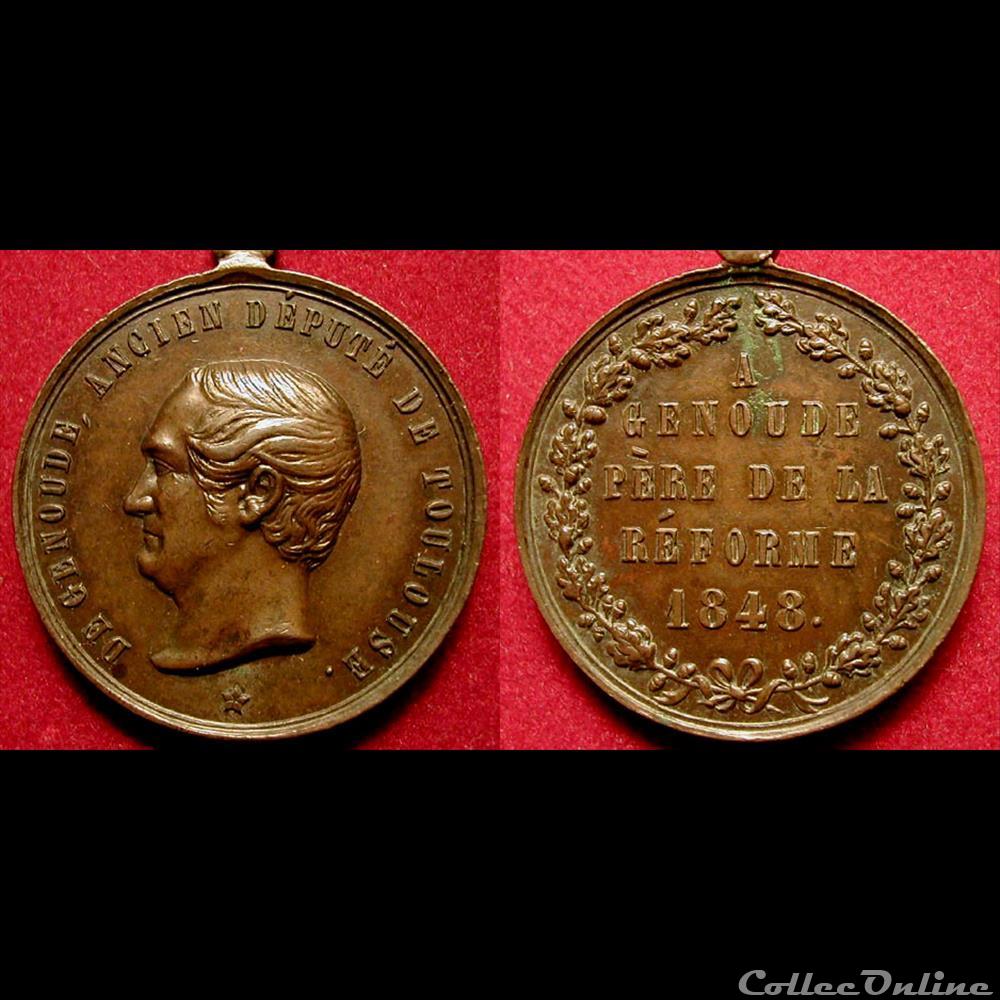 DE GENOUDE, ANCIEN DÉPUTÉ DE TOULOUSE.
A
GENOUDE
PÈRE DE LA
RÉFORME
1848.
CollecOnline